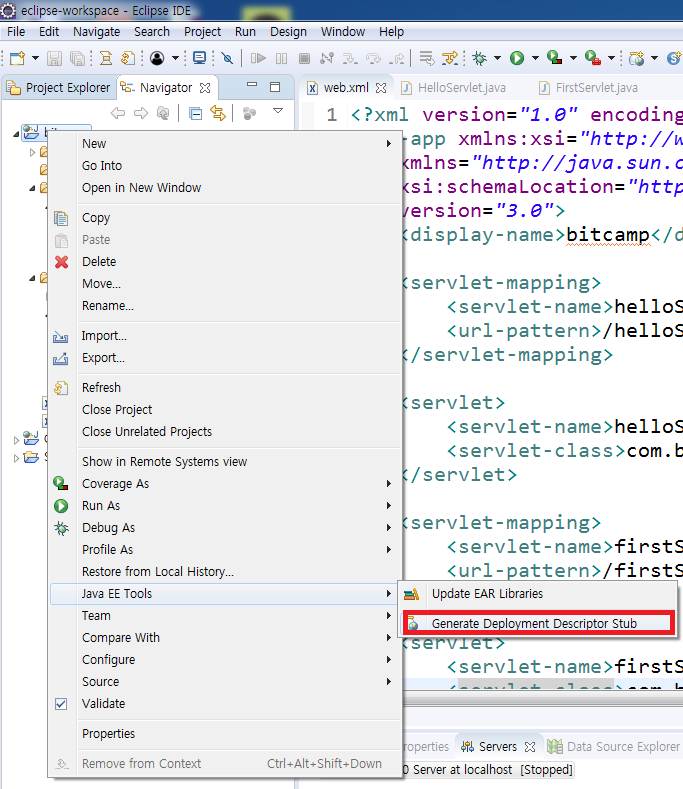 eclipse-workspace - Eclipse IDE
File Edit Navigate Search Project Run Design Window Help
Project Explorer Navigator
web.xml HelloServlet.java FirstServlet.java
1 <?xml version="1.0" encoding
-app xmlns:xsi="http://w
xmlns="http://java.sun.c
xsi:schemaLocation="http
version="3.0">
<display-name>bitcamp</d
<servlet-mapping>
<servlet-name>helloS
<url-pattern>/helloS
</servlet-mapping>
<servlet>
<servlet-name>helloS
<servlet-class>com.b
</servlet>
<servlet-mapping>
<servlet-name>firstS
<url-pattern>/firstS
<servlet>
<servlet-name>firstS
<servlet-class>com.b
New
Go Into
Open in New Window
Copy
Paste
Delete
Move...
Rename...
Import...
Export...
Refresh
Close Project
Close Unrelated Projects
Show in Remote Systems view
Coverage As
Run As
Debug As
Profile As
Restore from Local History...
Java EE Tools
Team
Compare With
Configure
Source
Validate
Properties
Remove from Context Ctrl+Alt+Shift+Down
Update EAR Libraries
Generate Deployment Descriptor Stub
roperties Servers Data Source Explorer
0 Server at localhost [Stopped]